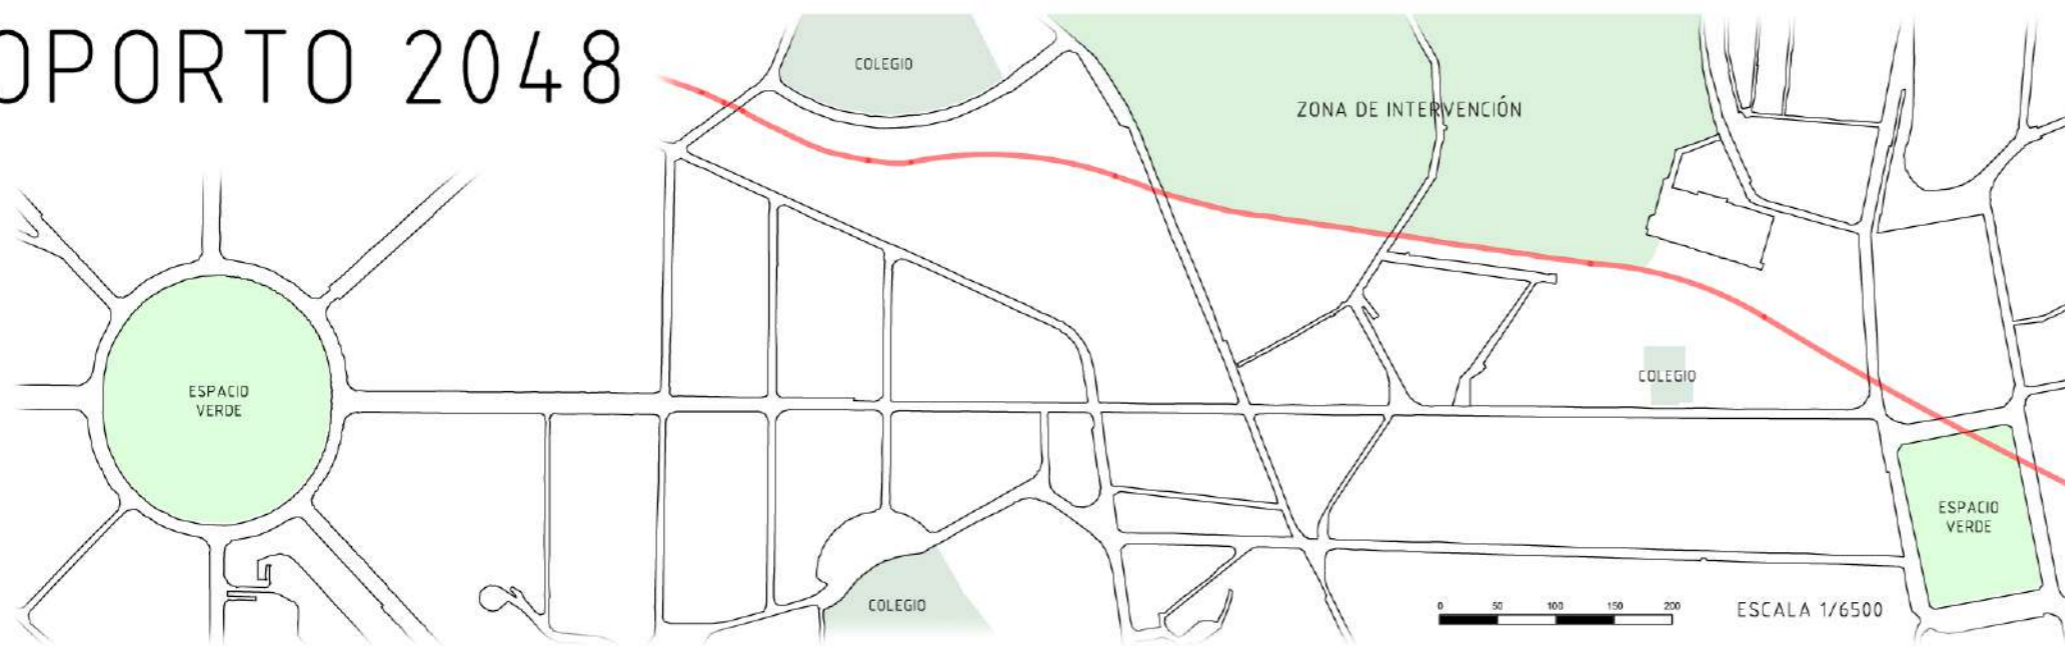 OPORTO 2048
COLEGIO
ZONA DE INTERVENCIÓN
ESPACIO
VERDE
COLEGIO
ESPACIO
VERDE
COLEGIO
0 50 100 150 200
ESCALA 1/6500